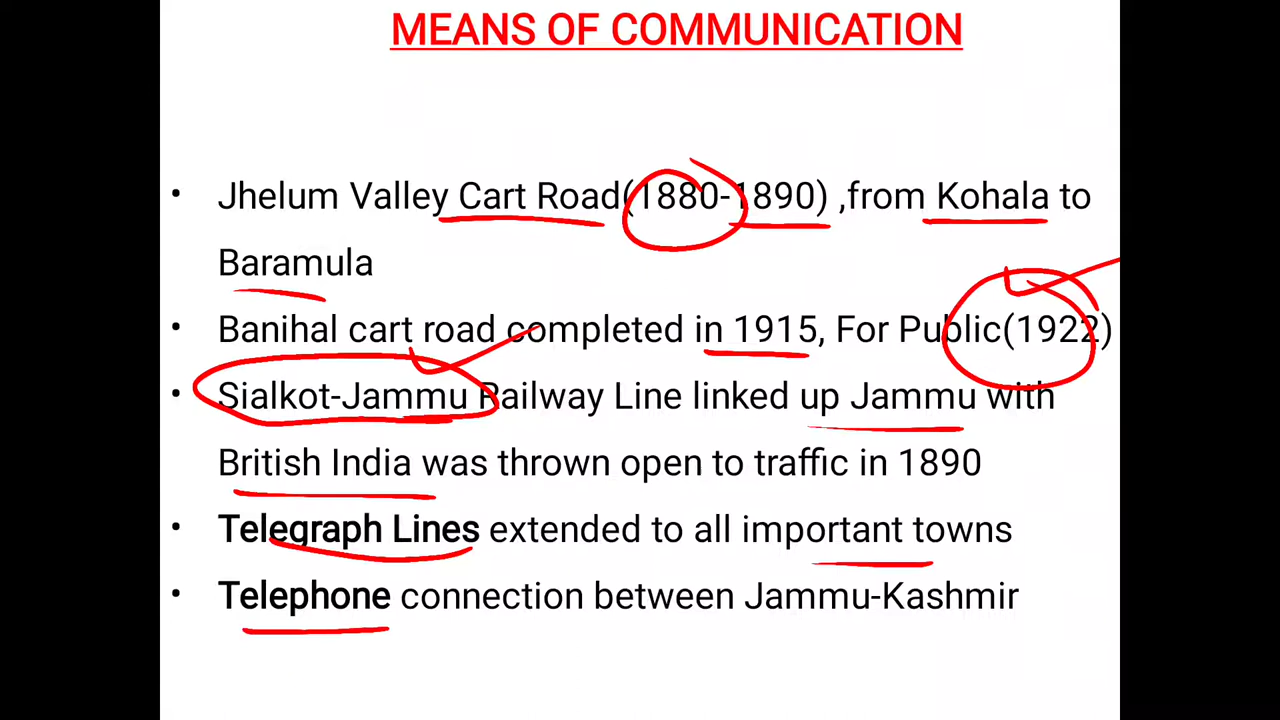 MEANS OF COMMUNICATION
• Jhelum Valley Cart Road(1880-1890) ,from Kohala to
Baramula
• Banihal cart road completed in 1915, For Public(1922)
• Sialkot-Jammu Railway Line linked up Jammu with
British India was thrown open to traffic in 1890
• Telegraph Lines extended to all important towns
• Telephone connection between Jammu-Kashmir